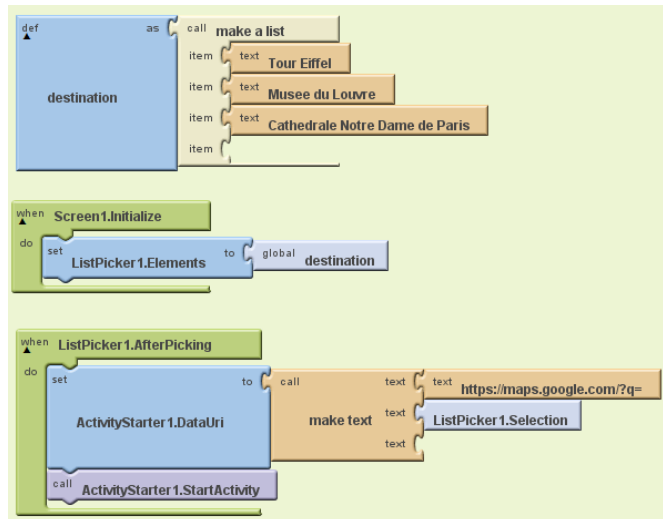 def as call make a list
item text Tour Eiffel
item text Musee du Louvre
destination
item text Cathedrale Notre Dame de Paris
item
when Screen1.Initialize
do set ListPicker1.Elements to global destination
when ListPicker1.AfterPicking
do set to call text text https://maps.google.com/?q=
ActivityStarter1.DataUri make text text ListPicker1.Selection
text
call ActivityStarter1.StartActivity